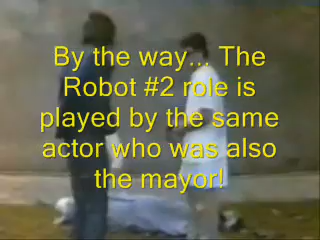 By the way... The
Robot #2 role is
played by the same
actor who was also
the mayor!